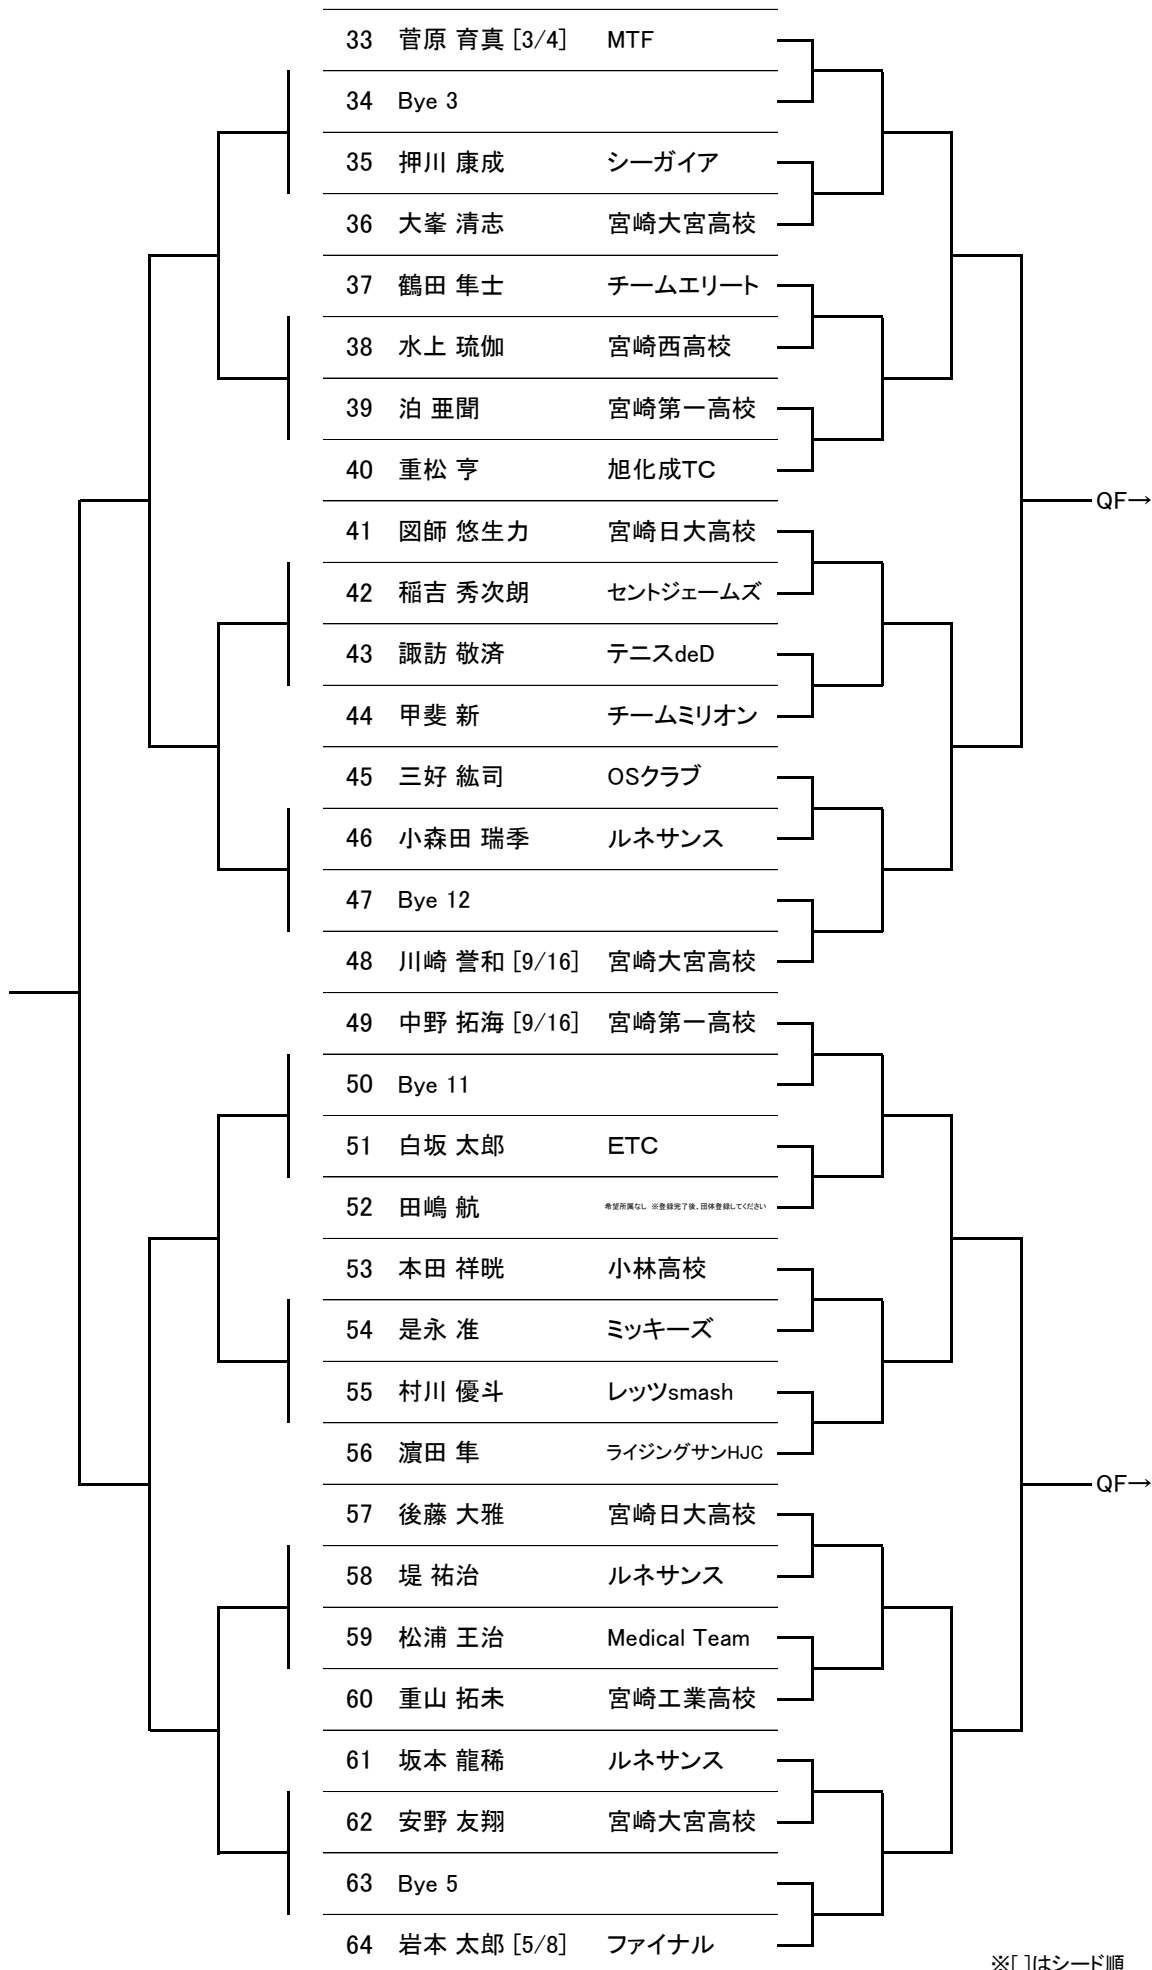 33 菅原 育真 [3/4] MTF
34 Bye 3
35 押川 康成 シーガイア
36 大峯 清志 宮崎大宮高校
37 鶴田 隼士 チームエリート
38 水上 琉伽 宮崎西高校
39 泊 亜聞 宮崎第一高校
40 重松 亨 旭化成TC
QF→
41 図師 悠生力 宮崎日大高校
42 稲吉 秀次朗 セントジェームズ
43 諏訪 敬済 テニスdeD
44 甲斐 新 チームミリオン
45 三好 紘司 OSクラブ
46 小森田 瑞季 ルネサンス
47 Bye 12
48 川崎 誉和 [9/16] 宮崎大宮高校
49 中野 拓海 [9/16] 宮崎第一高校
50 Bye 11
51 白坂 太郎 ETC
52 田嶋 航 希望所属なし ※登録完了後、団体登録してください
53 本田 祥晄 小林高校
54 是永 准 ミッキーズ
55 村川 優斗 レッツsmash
56 濵田 隼 ライジングサンHJC
QF→
57 後藤 大雅 宮崎日大高校
58 堤 祐治 ルネサンス
59 松浦 王治 Medical Team
60 重山 拓未 宮崎工業高校
61 坂本 龍稀 ルネサンス
62 安野 友翔 宮崎大宮高校
63 Bye 5
64 岩本 太郎 [5/8] ファイナル
※[ ]はシード順